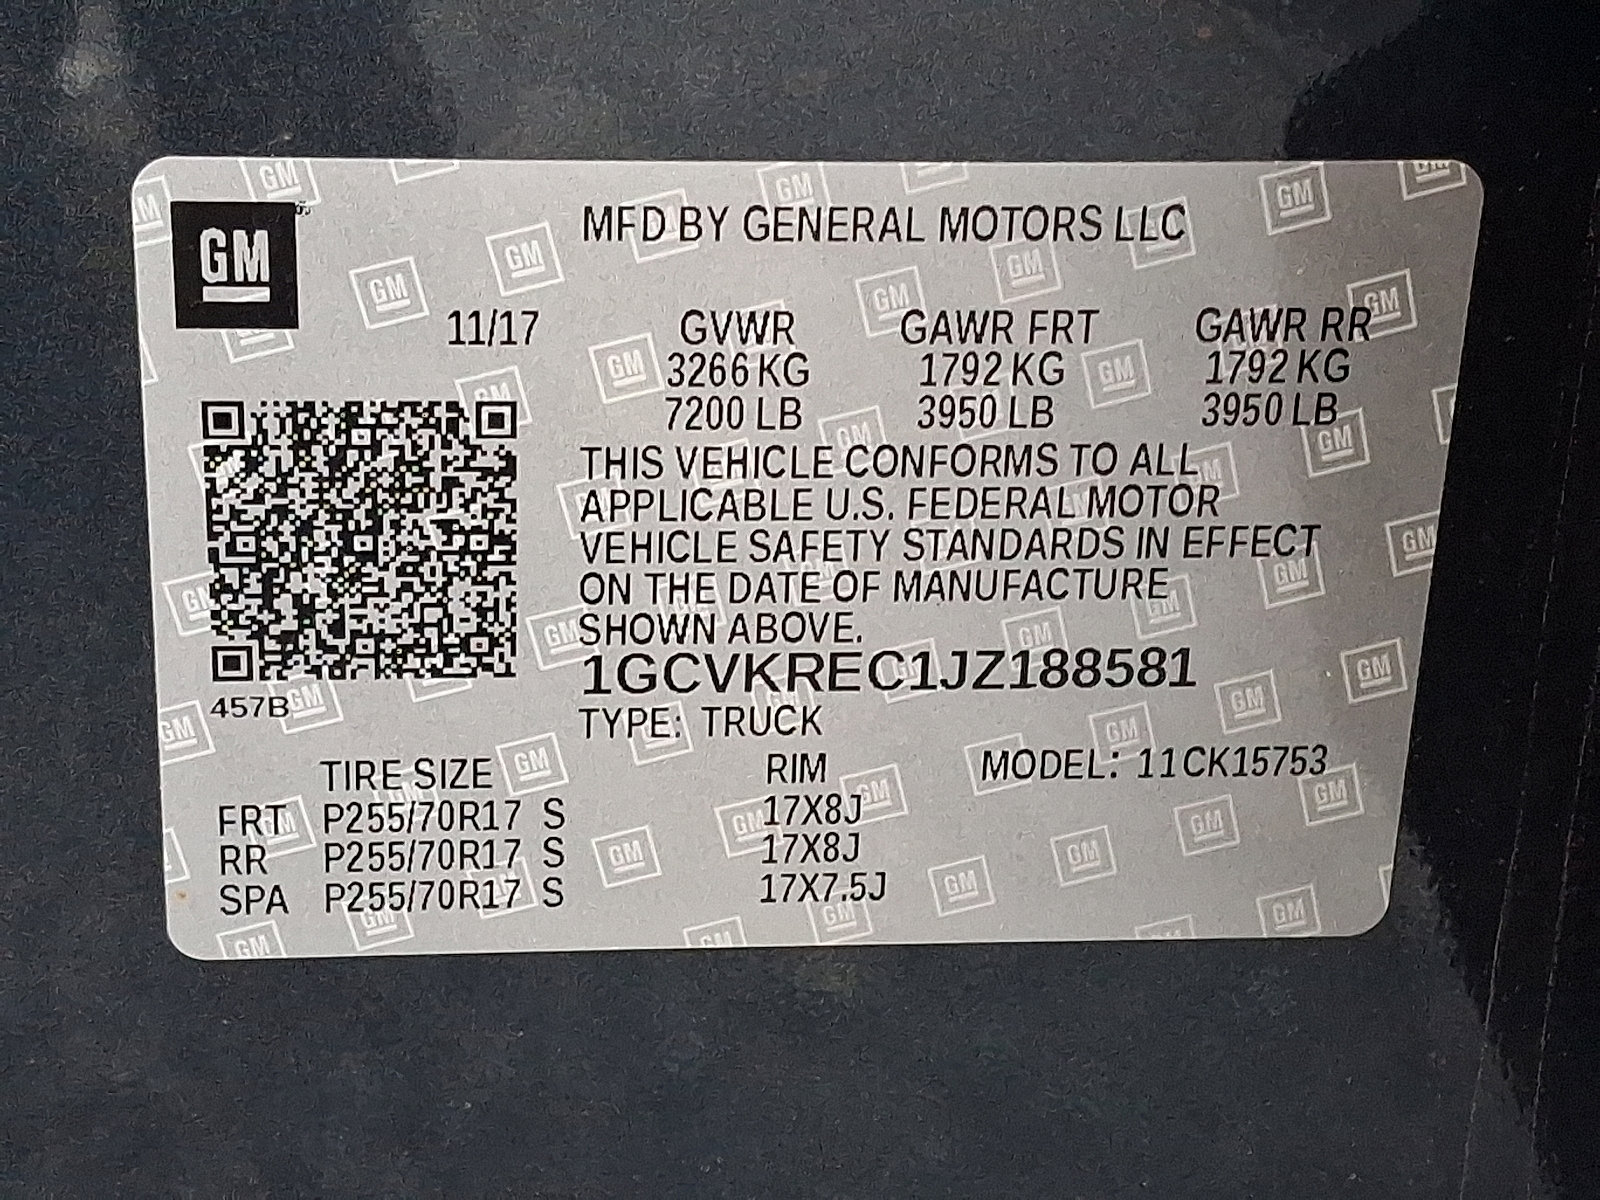 GM
MFD BY GENERAL MOTORS LLC
11/17 GVWR GAWR FRT GAWR RR
3266 KG 1792 KG 1792 KG
7200 LB 3950 LB 3950 LB
THIS VEHICLE CONFORMS TO ALL
APPLICABLE U.S. FEDERAL MOTOR
VEHICLE SAFETY STANDARDS IN EFFECT
ON THE DATE OF MANUFACTURE
SHOWN ABOVE.
1GCVKREC1JZ188581
457B
TYPE: TRUCK
TIRE SIZE RIM MODEL: 11CK15753
FRT P255/70R17 S 17X8J
RR P255/70R17 S 17X8J
SPA P255/70R17 S 17X7.5J